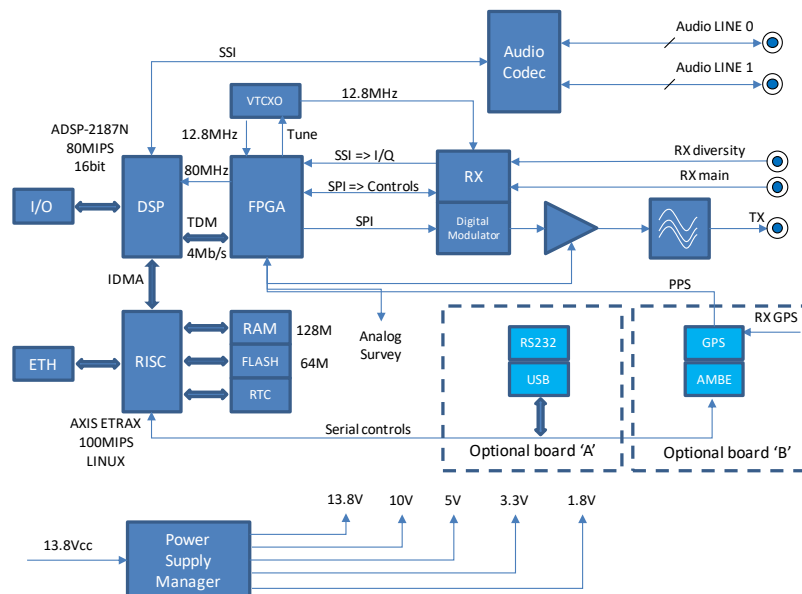 Audio LINE 0
Audio
Codec
Audio LINE 1
SSI
VTCXO
12.8MHz
ADSP-2187N
80MIPS
16bit
12.8MHz
Tune
SSI => I/Q
RX diversity
80MHz
RX
RX main
I/O
DSP
FPGA
SPI => Controls
TDM
SPI
Digital
Modulator
TX
4Mb/s
IDMA
PPS
RX GPS
RAM
128M
Analog
Survey
RS232
GPS
ETH
RISC
FLASH
64M
USB
AMBE
RTC
AXIS ETRAX
100MIPS
LINUX
Serial controls
Optional board ‘A’
Optional board ‘B’
13.8V
10V
5V
3.3V
1.8V
13.8Vcc
Power
Supply
Manager